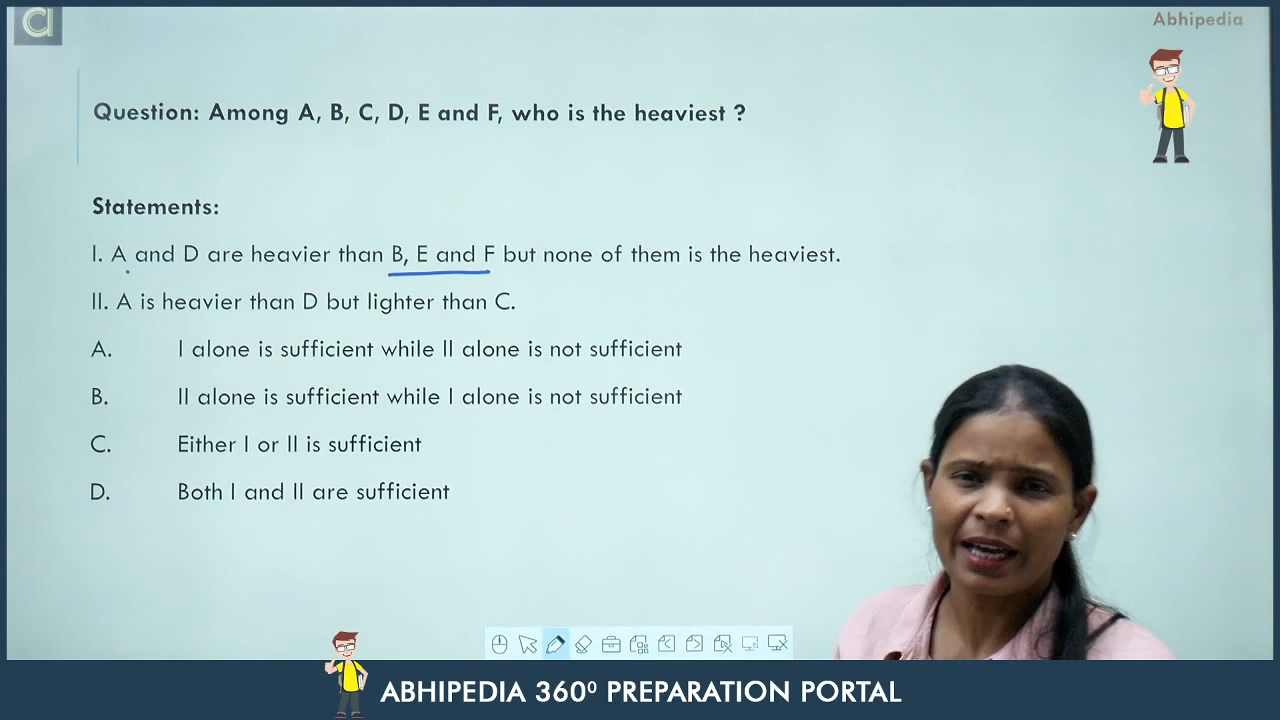 a
Abhipedia
Question: Among A, B, C, D, E and F, who is the heaviest ?
Statements:
I. A and D are heavier than B, E and F but none of them is the heaviest.
II. A is heavier than D but lighter than C.
A. I alone is sufficient while II alone is not sufficient
B. II alone is sufficient while I alone is not sufficient
C. Either I or II is sufficient
D. Both I and II are sufficient
ABHIPEDIA 360⁰ PREPARATION PORTAL